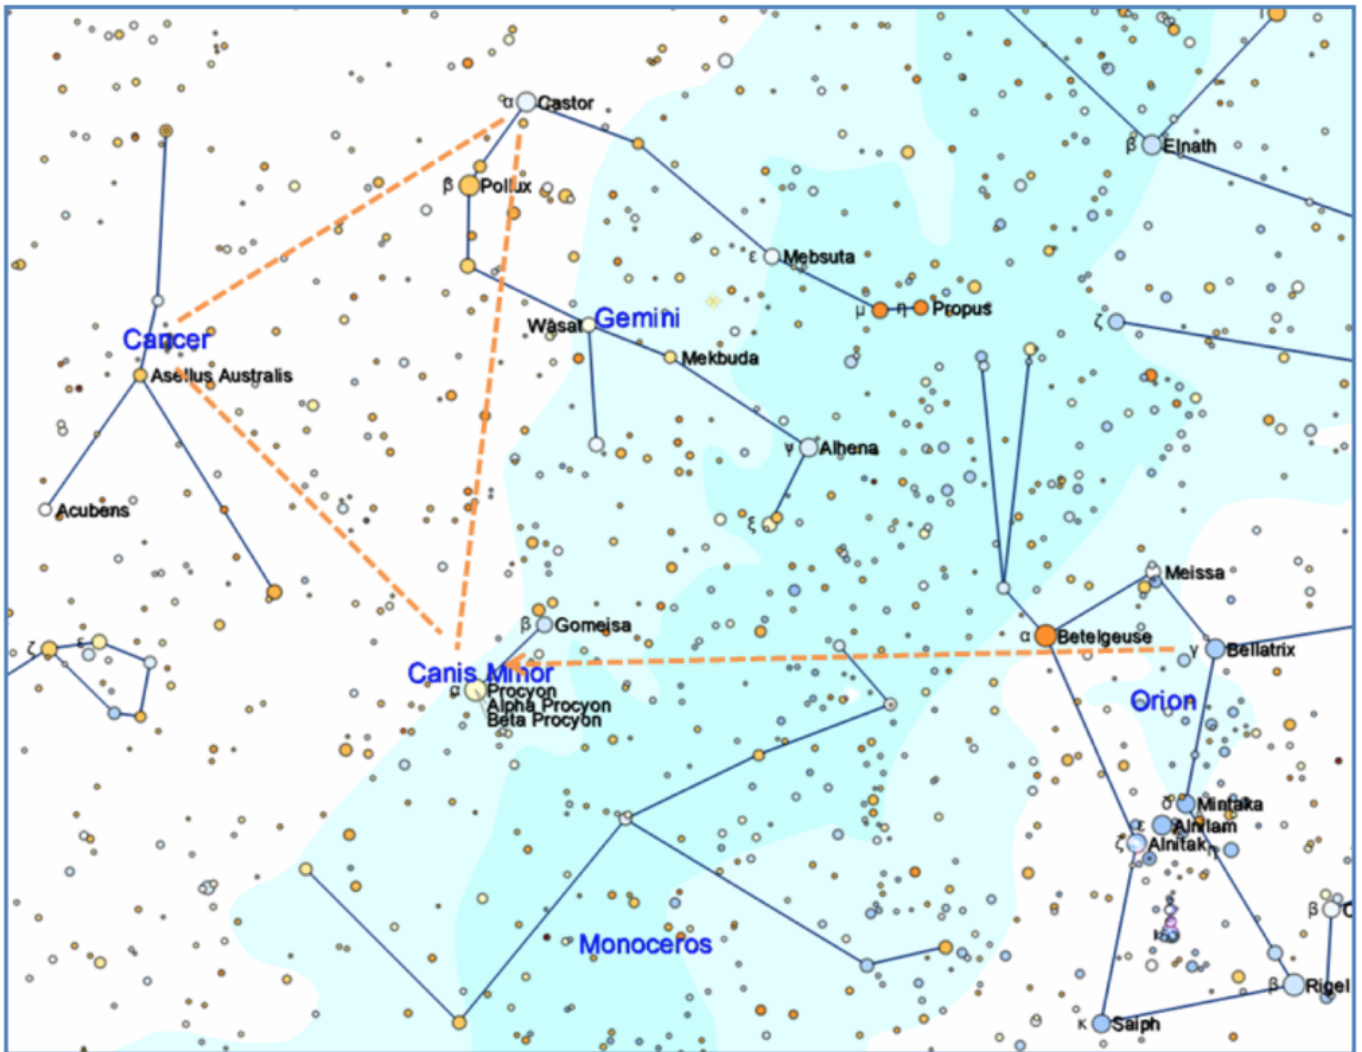 α Castor
β Elnath
β Pollux
ε Mebsuta
μ η Propus
Wasat Gemini
ζ
Cancer
Mekbuda
Asellus Australis
γ Alhena
Acubens
ξ
Meissa
β Gomeisa
α Betelgeuse
ζ ε
γ Bellatrix
Canis Minor
α Procyon
Alpha Procyon
Beta Procyon
Orion
δ Mintaka
ε Alnilam
ζ Alnitak
η
β
Monoceros
β Rigel
κ Saiph